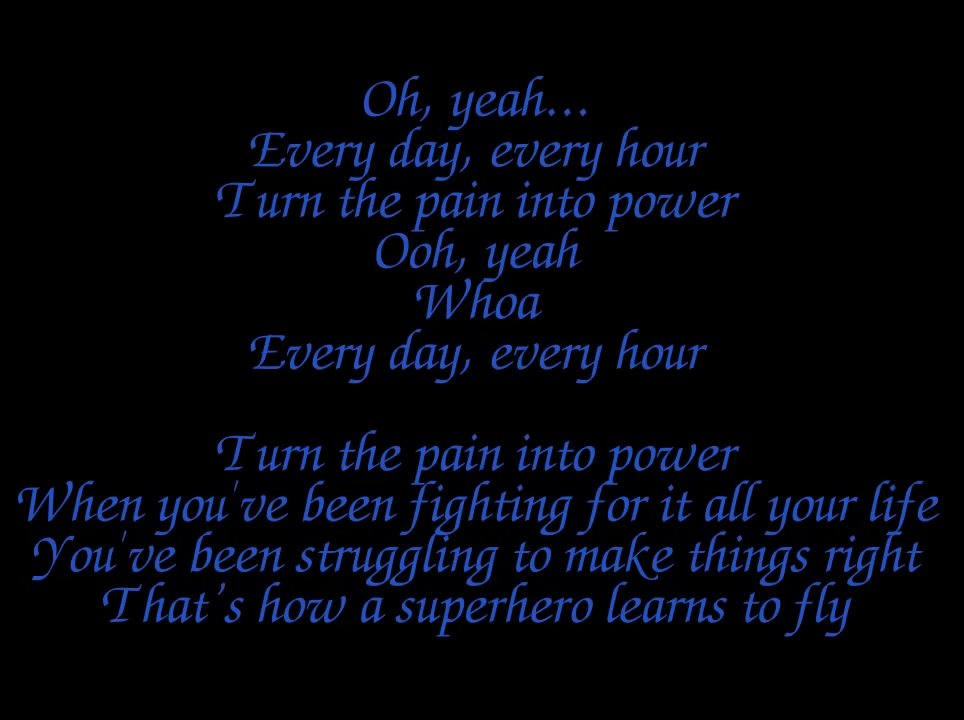 Oh, yeah...
Every day, every hour
Turn the pain into power
Ooh, yeah
Whoa
Every day, every hour
Turn the pain into power
When you've been fighting for it all your life
You've been struggling to make things right
That’s how a superhero learns to fly